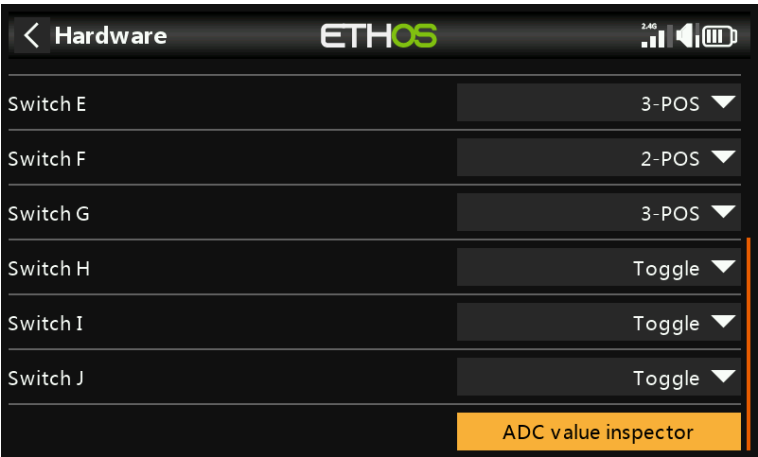 Hardware ETHOS 2.4G
Switch E 3-POS
Switch F 2-POS
Switch G 3-POS
Switch H Toggle
Switch I Toggle
Switch J Toggle
ADC value inspector